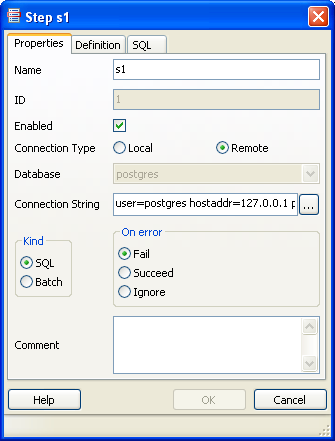 Step s1
Properties Definition SQL
Name s1
ID 1
Enabled
Connection Type Local Remote
Database postgres
Connection String user=postgres hostaddr=127.0.0.1 p ...
Kind
SQL
Batch
On error
Fail
Succeed
Ignore
Comment
Help OK Cancel